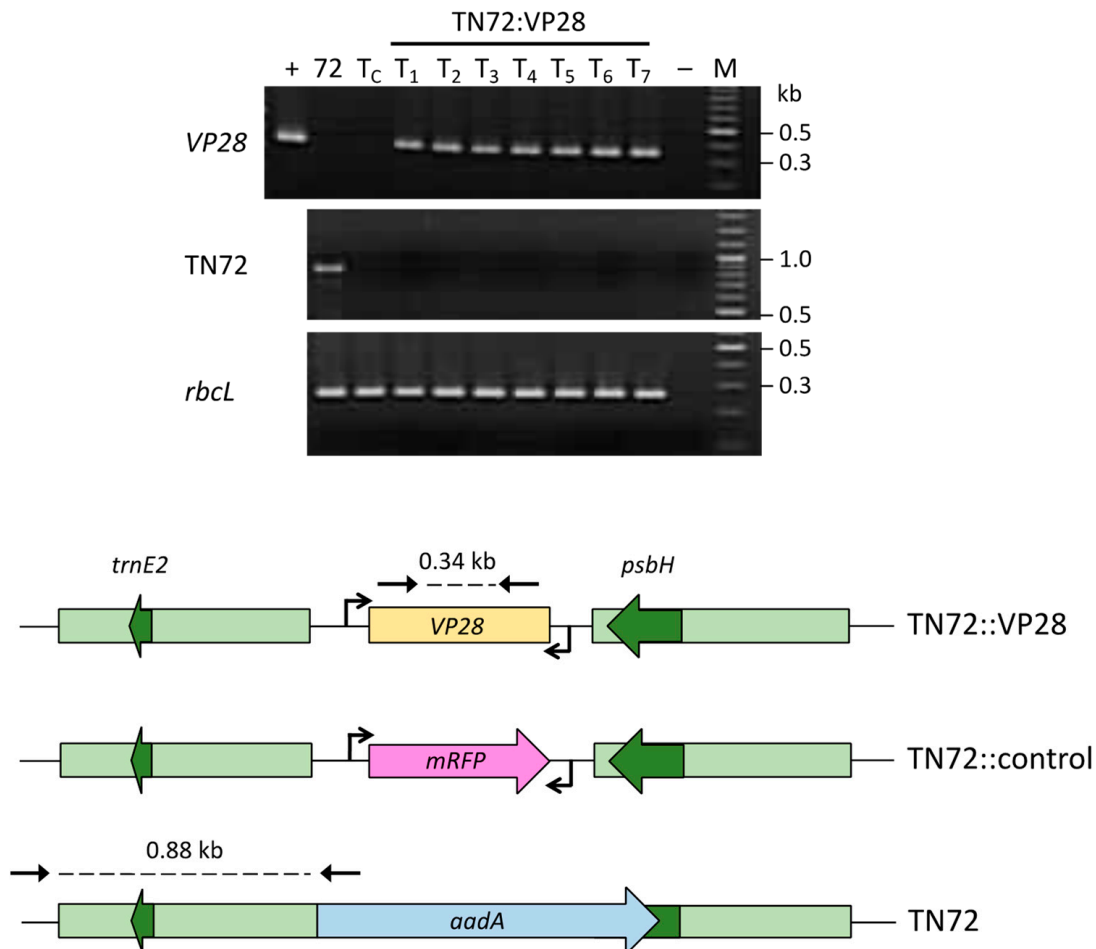 TN72:VP28
+ 72 TC T1 T2 T3 T4 T5 T6 T7 – M
kb
VP28
0.5
0.3
TN72
1.0
0.5
rbcL
0.5
0.3
trnE2
0.34 kb
psbH
VP28
TN72::VP28
mRFP
TN72::control
0.88 kb
aadA
TN72